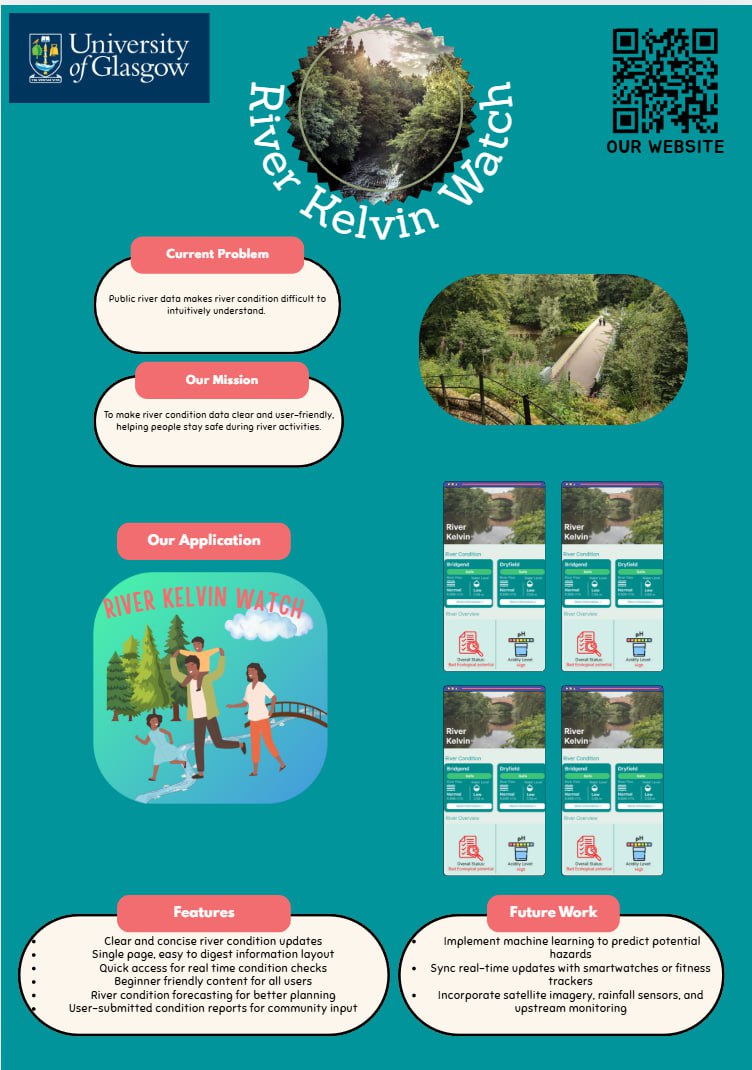 University
of Glasgow
River Kelvin Watch
OUR WEBSITE
Current Problem
Public river data makes river condition difficult to
intuitively understand.
Our Mission
To make river condition data clear and user-friendly,
helping people stay safe during river activities.
Our Application
RIVER KELVIN WATCH
River
Kelvin
River Condition
Bridgend
Safe
Normal
Low
Dryfield
Safe
Normal
Low
River Overview
Overall Status:
Bad Ecological potential
pH
Acidity Level:
High
River
Kelvin
River Condition
Bridgend
Safe
Normal
Low
Dryfield
Safe
Normal
Low
River Overview
Overall Status:
Bad Ecological potential
pH
Acidity Level:
High
River
Kelvin
River Condition
Bridgend
Safe
Normal
Low
Dryfield
Safe
Normal
Low
River Overview
Overall Status:
Bad Ecological potential
pH
Acidity Level:
High
River
Kelvin
River Condition
Bridgend
Safe
Normal
Low
Dryfield
Safe
Normal
Low
River Overview
Overall Status:
Bad Ecological potential
pH
Acidity Level:
High
Features
• Clear and concise river condition updates
• Single page, easy to digest information layout
• Quick access for real time condition checks
• Beginner friendly content for all users
• River condition forecasting for better planning
• User-submitted condition reports for community input
Future Work
• Implement machine learning to predict potential
hazards
• Sync real-time updates with smartwatches or fitness
trackers
• Incorporate satellite imagery, rainfall sensors, and
upstream monitoring